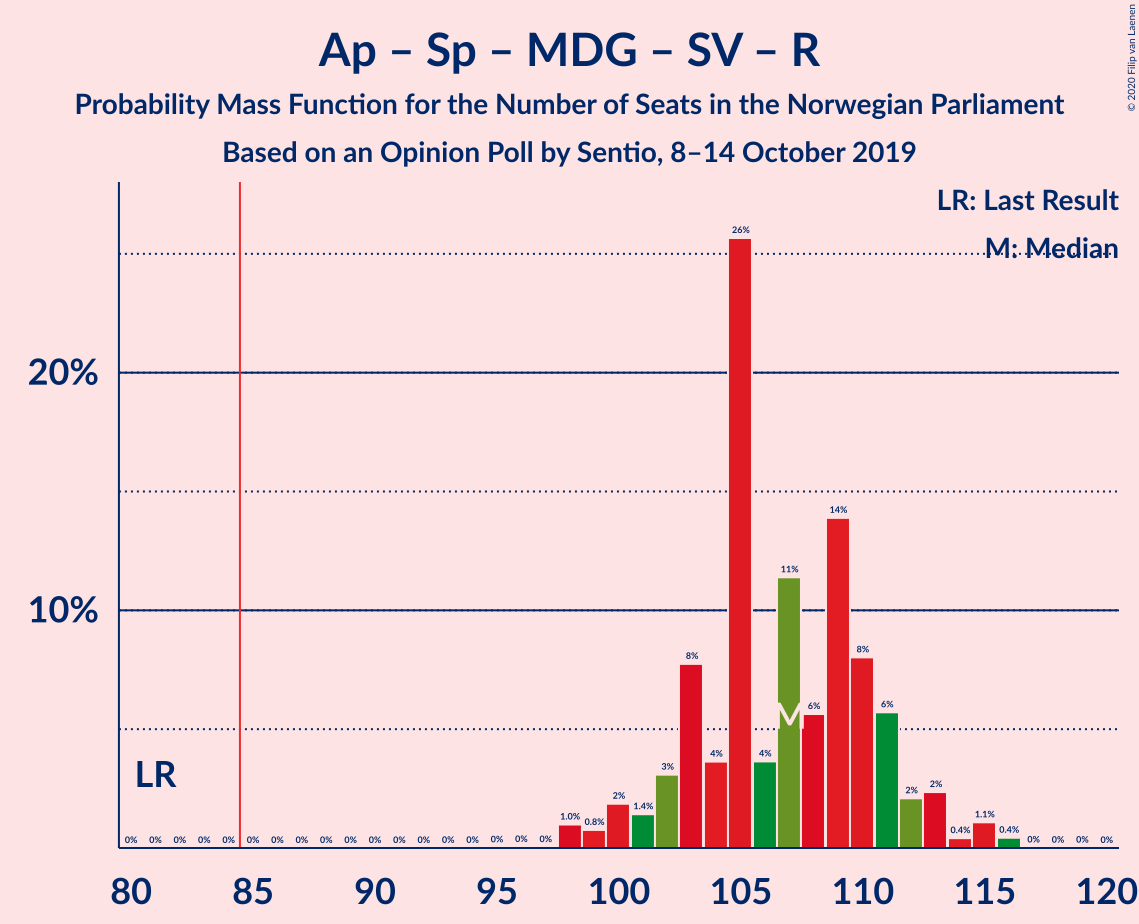 © 2020 Filip van Laenen
Ap – Sp – MDG – SV – R
Probability Mass Function for the Number of Seats in the Norwegian Parliament
Based on an Opinion Poll by Sentio, 8–14 October 2019
LR: Last Result
M: Median
20%
10%
26%
14%
11%
8% 6% 8% 6%
M
4% 4%
3%
LR
1.0% 0.8% 2% 1.4% 2% 2% 0.4% 1.1% 0.4%
0% 0% 0% 0% 0% 0% 0% 0% 0% 0% 0% 0% 0% 0% 0% 0% 0% 0% 0% 0% 0% 0%
80 85 90 95 100 105 110 115 120